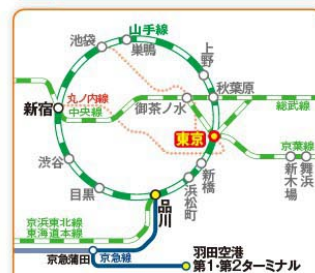 山手線
池袋
巣鴨
上野
丸ノ内線
新宿
中央線
御茶ノ水
秋葉原
総武線
東京
京葉線
渋谷
新橋
新木場
舞浜
目黒
浜松町
品川
京浜東北線
東海道本線
京急蒲田
京急線
羽田空港
第1・第2ターミナル